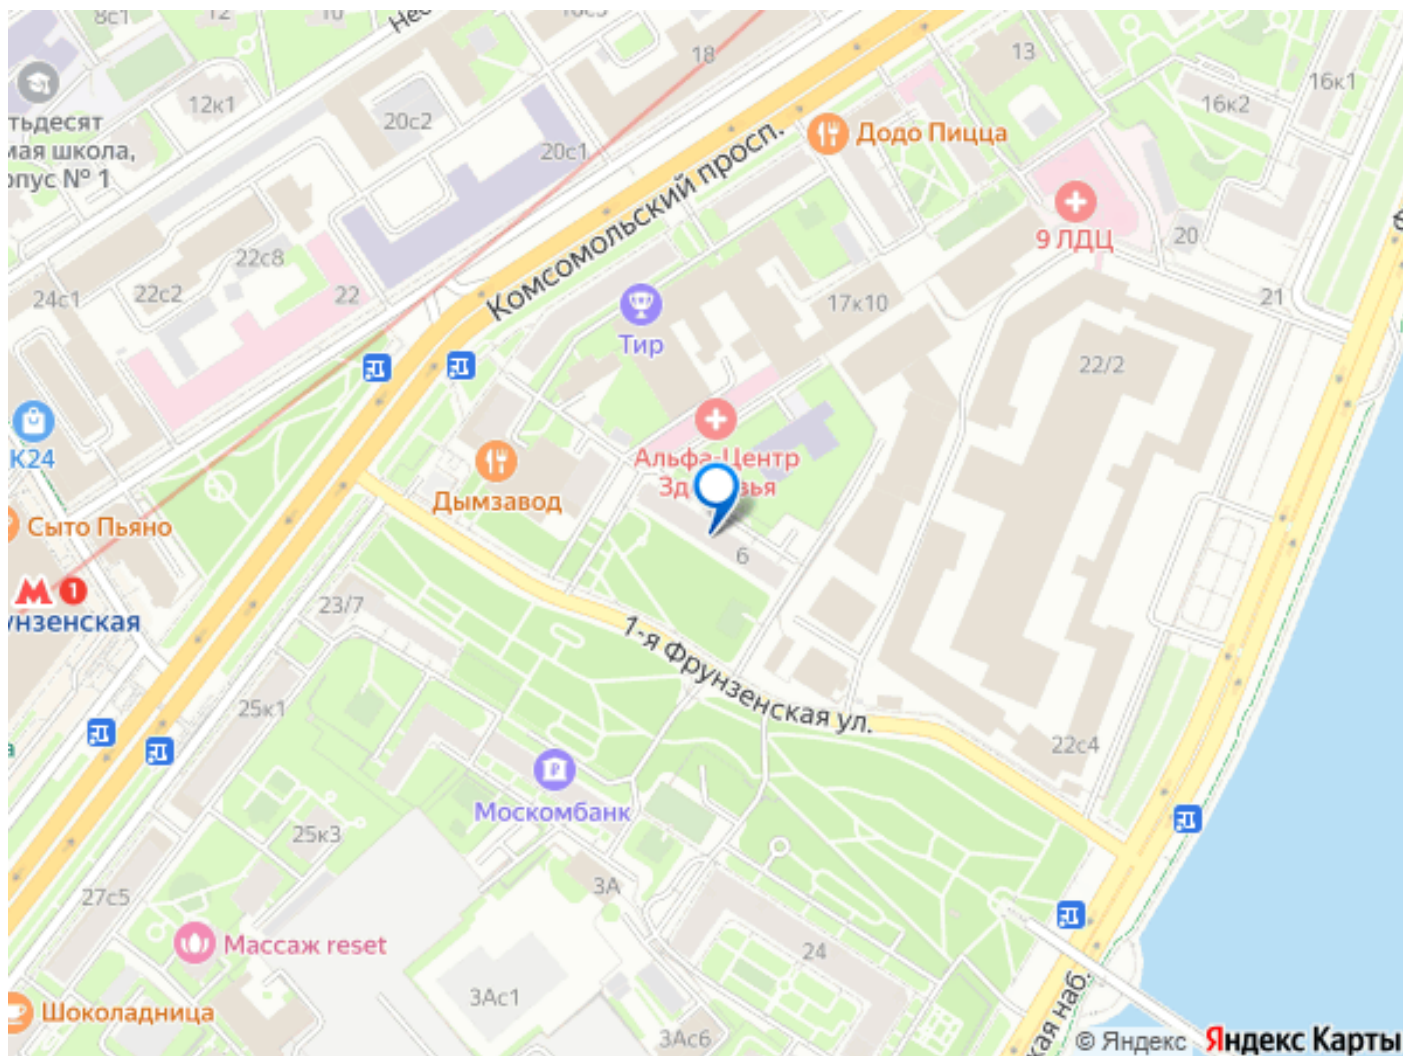 8с1
12
10
16с3
18
13
16к1
16к2
12к1
20с2
20с1
Додо Пицца
тьдесят
мая школа,
рпус № 1
Комсомольский просп.
9 ЛДЦ
20
22с8
22с2
22
24с1
17к10
21
Тир
22/2
К24
Альфа-Центр
Дымзавод
Сыто Пьяно
6
23/7
М 1
унзенская
1-я Фрунзенская ул.
25к1
22с4
Москомбанк
25к3
3А
27с5
Массаж reset
24
3Ас1
Шоколадница
3Ас6
кая наб.
© Яндекс Яндекс Карты